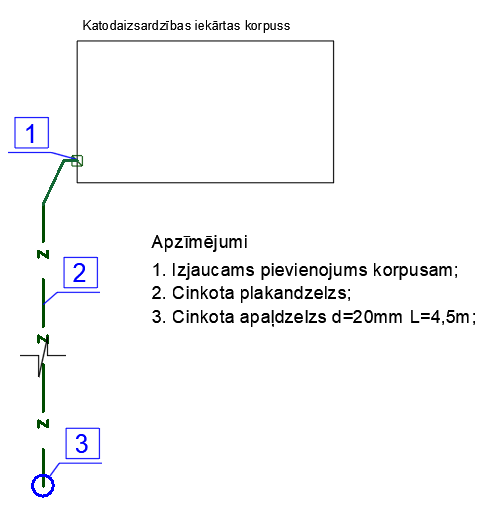 Katodaizsardzības iekārtas korpuss
1
Apzīmējumi
1. Izjaucams pievienojums korpusam;
2
2. Cinkota plakandzelzs;
3. Cinkota apaļdzelzs d=20mm L=4,5m;
3